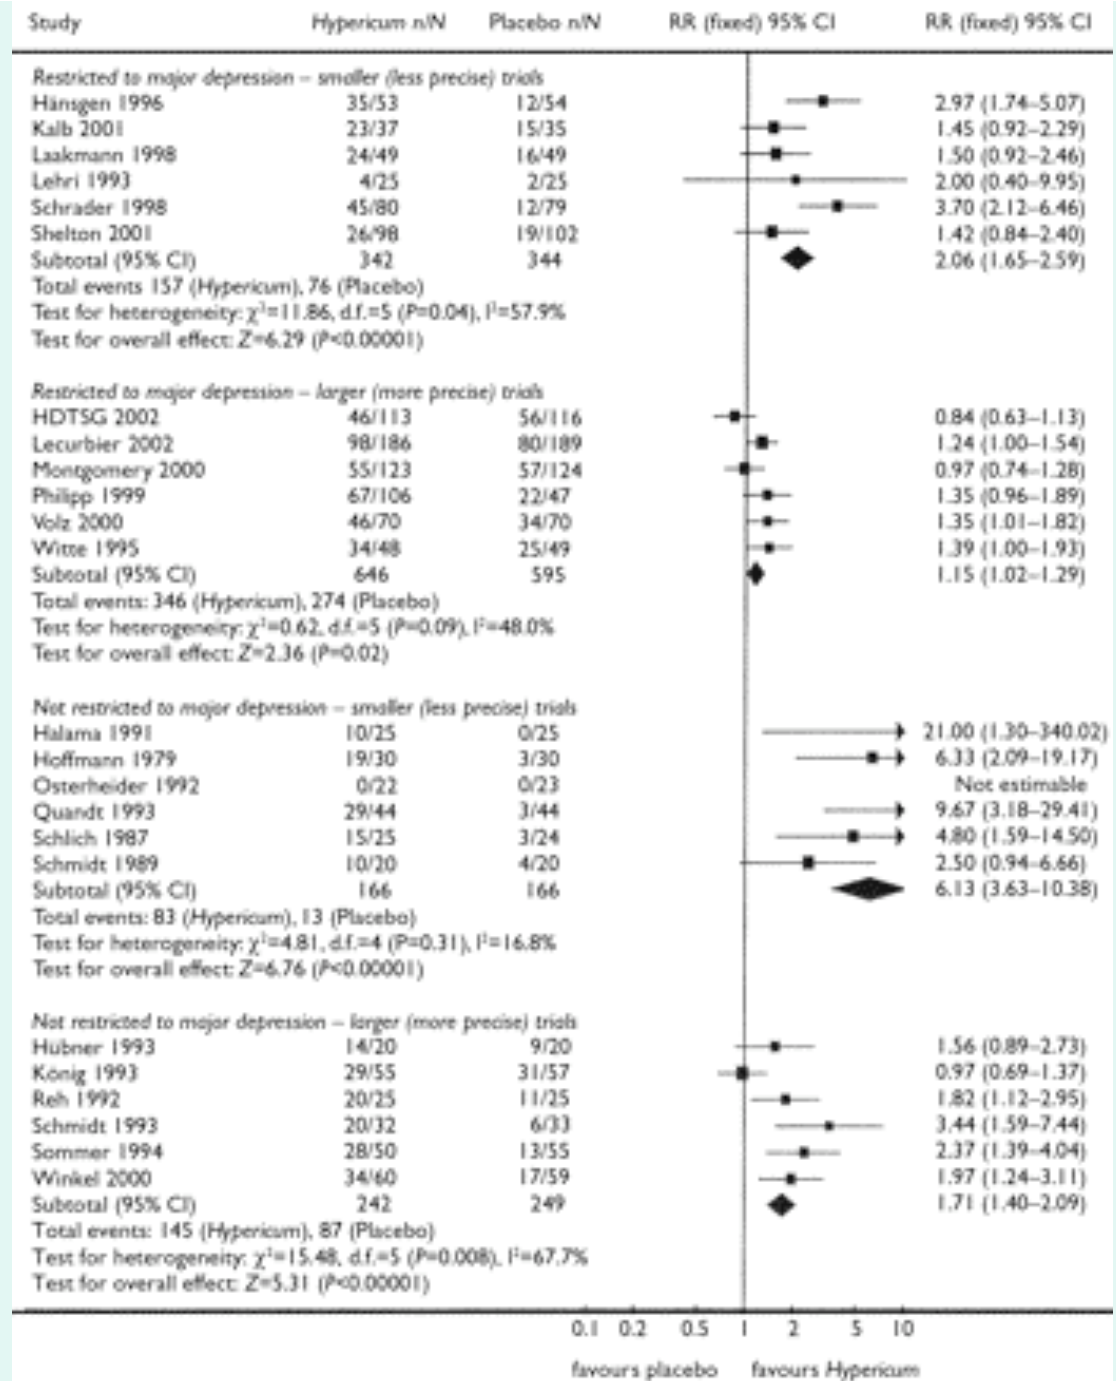 Study Hypericum n/N Placebo n/N RR (fixed) 95% CI RR (fixed) 95% CI
Restricted to major depression – smaller (less precise) trials
Hänsgen 1996 35/53 12/54 2.97 (1.74–5.07)
Kalb 2001 23/37 15/35 1.45 (0.92–2.29)
Laakmann 1998 24/49 16/49 1.50 (0.92–2.46)
Lehri 1993 4/25 2/25 2.00 (0.40–9.95)
Schrader 1998 45/80 12/79 3.70 (2.12–6.46)
Shelton 2001 26/98 19/102 1.42 (0.84–2.40)
Subtotal (95% CI) 342 344 2.06 (1.65–2.59)
Total events 157 (Hypericum), 76 (Placebo)
Test for heterogeneity: χ²=11.86, d.f.=5 (P=0.04), I²=57.9%
Test for overall effect: Z=6.29 (P<0.00001)
Restricted to major depression – larger (more precise) trials
HDTSG 2002 46/113 56/116 0.84 (0.63–1.13)
Lecurbier 2002 98/186 80/189 1.24 (1.00–1.54)
Montgomery 2000 55/123 57/124 0.97 (0.74–1.28)
Philipp 1999 67/106 22/47 1.35 (0.96–1.89)
Volz 2000 46/70 34/70 1.35 (1.01–1.82)
Witte 1995 34/48 25/49 1.39 (1.00–1.93)
Subtotal (95% CI) 646 595 1.15 (1.02–1.29)
Total events: 346 (Hypericum), 274 (Placebo)
Test for heterogeneity: χ²=0.62, d.f.=5 (P=0.09), I²=48.0%
Test for overall effect: Z=2.36 (P=0.02)
Not restricted to major depression – smaller (less precise) trials
Halama 1991 10/25 0/25 21.00 (1.30–340.02)
Hoffmann 1979 19/30 3/30 6.33 (2.09–19.17)
Osterheider 1992 0/22 0/23 Not estimable
Quandt 1993 29/44 3/44 9.67 (3.18–29.41)
Schlich 1987 15/25 3/24 4.80 (1.59–14.50)
Schmidt 1989 10/20 4/20 2.50 (0.94–6.66)
Subtotal (95% CI) 166 166 6.13 (3.63–10.38)
Total events: 83 (Hypericum), 13 (Placebo)
Test for heterogeneity: χ²=4.81, d.f.=4 (P=0.31), I²=16.8%
Test for overall effect: Z=6.76 (P<0.00001)
Not restricted to major depression – larger (more precise) trials
Hübner 1993 14/20 9/20 1.56 (0.89–2.73)
König 1993 29/55 31/57 0.97 (0.69–1.37)
Reh 1992 20/25 11/25 1.82 (1.12–2.95)
Schmidt 1993 20/32 6/33 3.44 (1.59–7.44)
Sommer 1994 28/50 13/55 2.37 (1.39–4.04)
Winkel 2000 34/60 17/59 1.97 (1.24–3.11)
Subtotal (95% CI) 242 249 1.71 (1.40–2.09)
Total events: 145 (Hypericum), 87 (Placebo)
Test for heterogeneity: χ²=15.48, d.f.=5 (P=0.008), I²=67.7%
Test for overall effect: Z=5.31 (P<0.00001)
0.1 0.2 0.5 1 2 5 10
favours placebo favours Hypericum